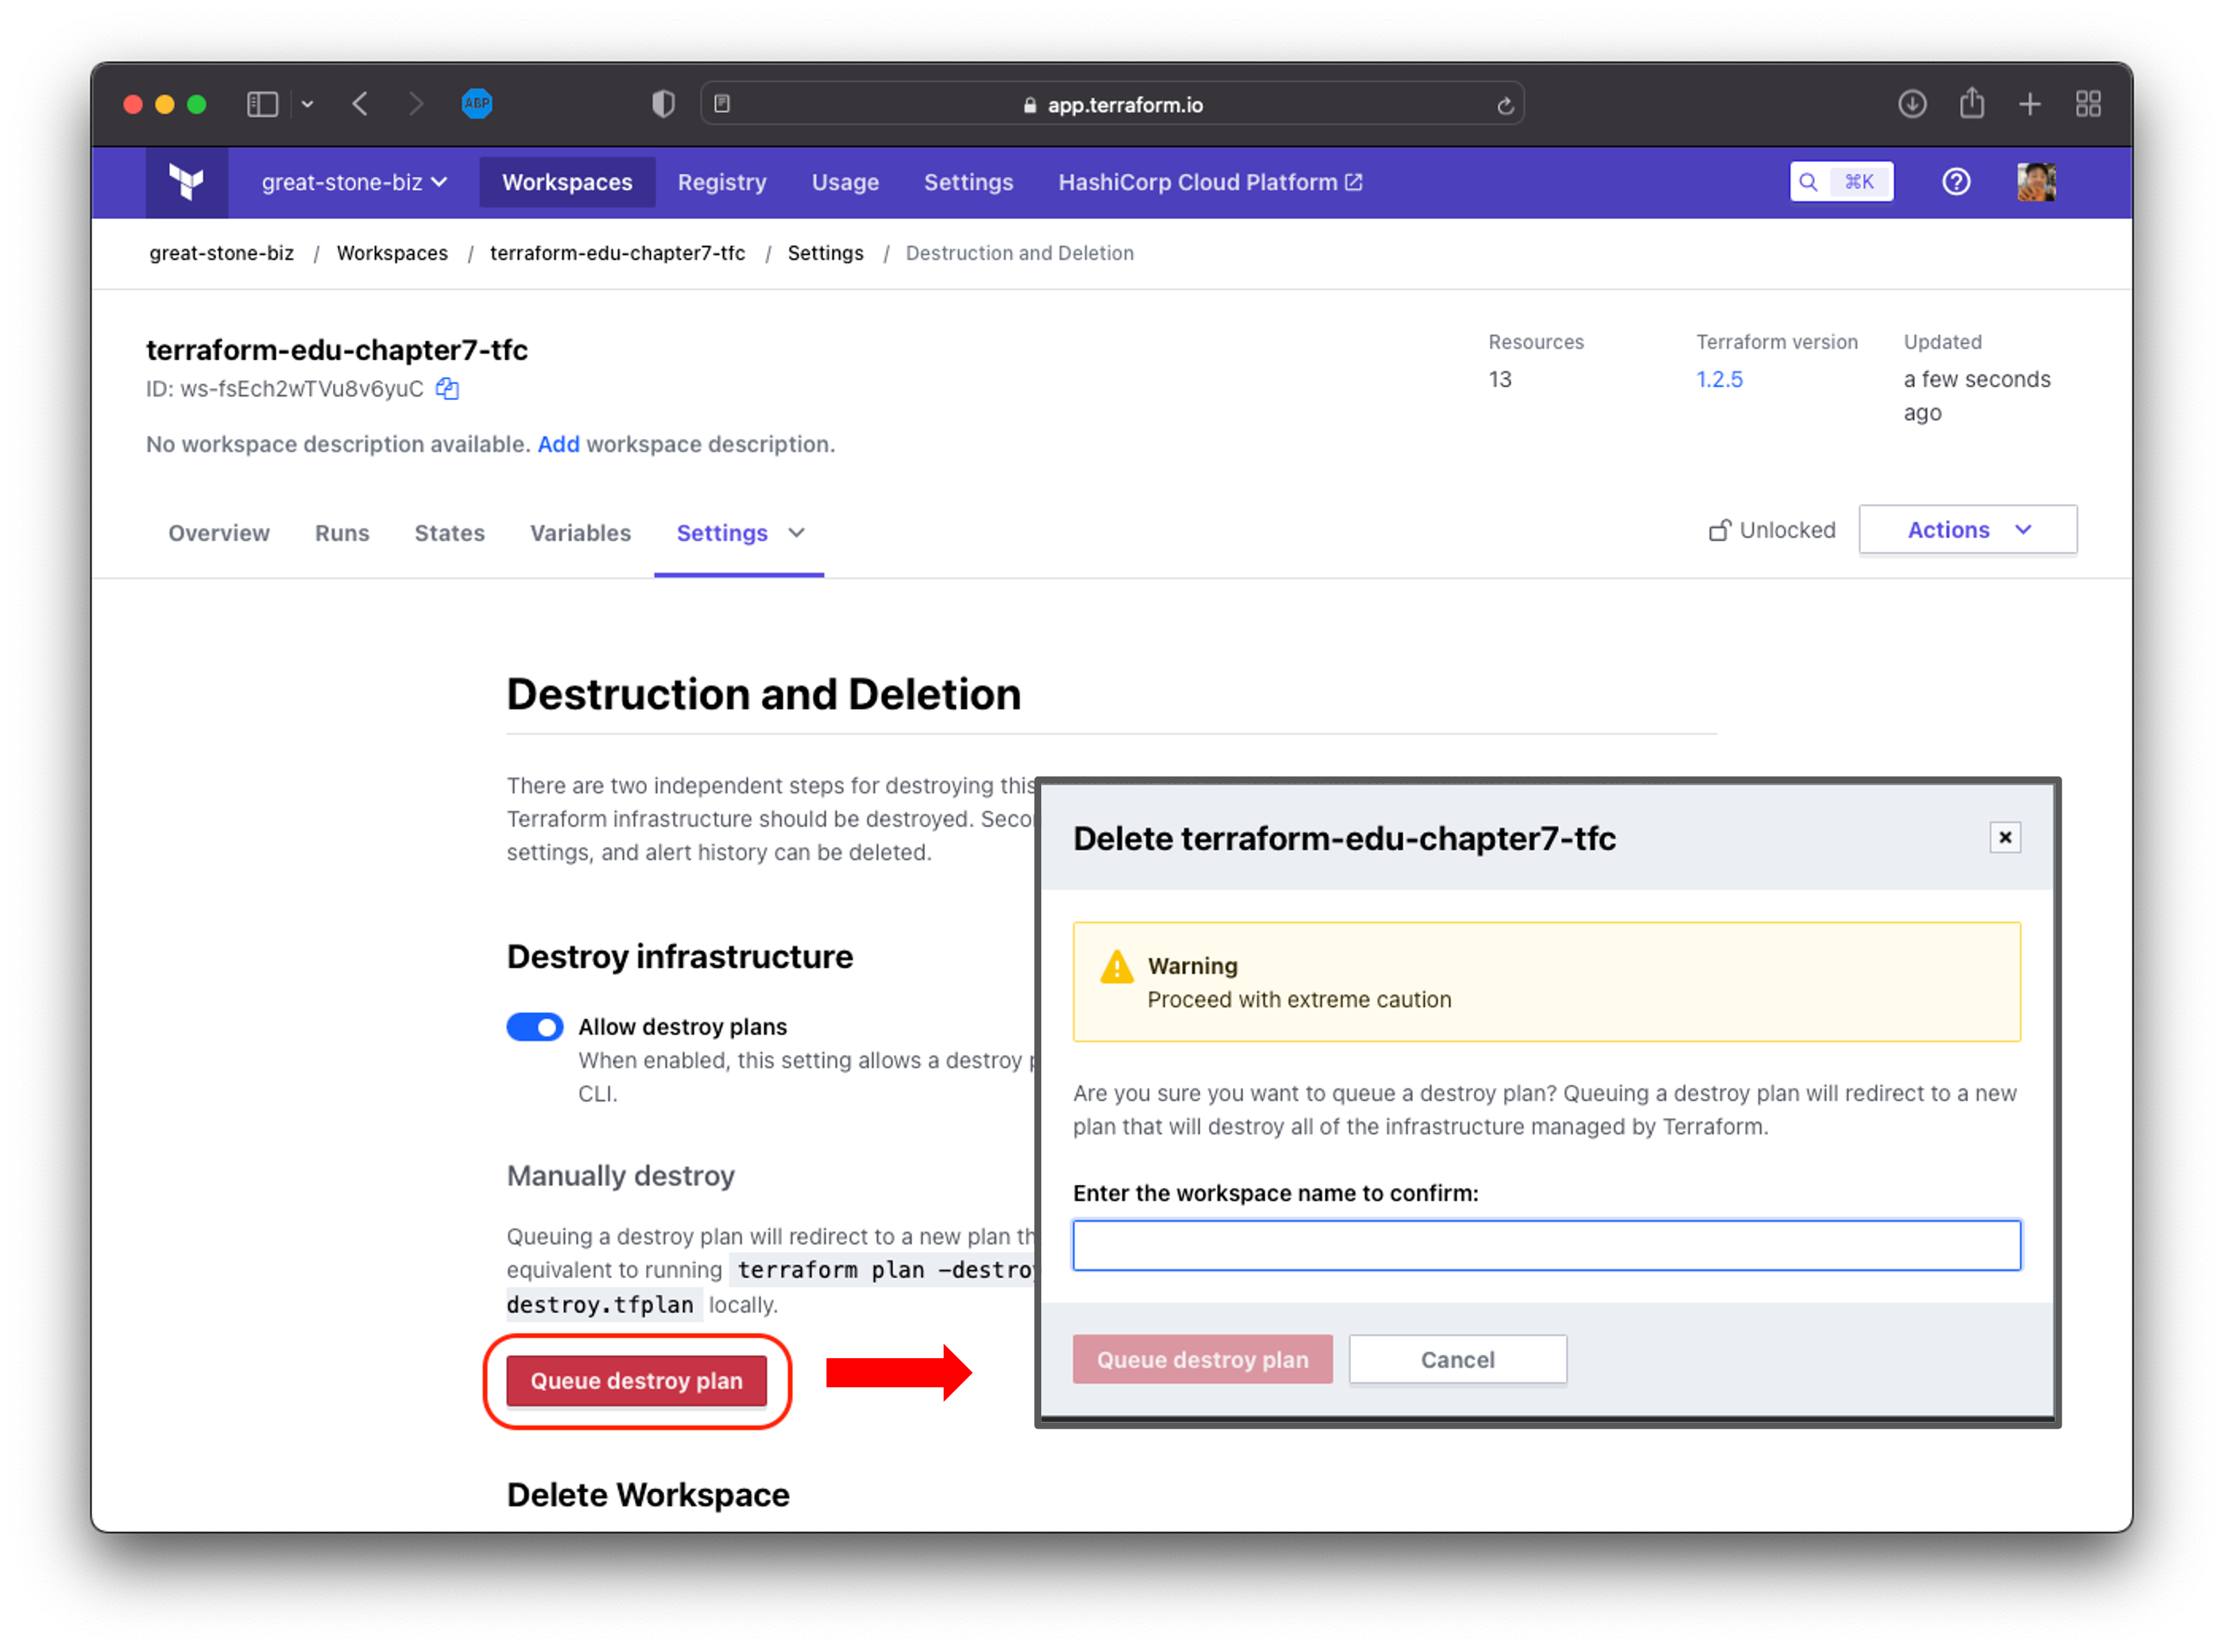 ABP
app.terraform.io
great-stone-biz
Workspaces
Registry
Usage
Settings
HashiCorp Cloud Platform
⌘K
great-stone-biz / Workspaces / terraform-edu-chapter7-tfc / Settings / Destruction and Deletion
terraform-edu-chapter7-tfc
ID: ws-fsEch2wTVu8v6yuC
No workspace description available. Add workspace description.
Resources
13
Terraform version
1.2.5
Updated
a few seconds
ago
Overview
Runs
States
Variables
Settings
Unlocked
Actions
Destruction and Deletion
There are two independent steps for destroying this
Terraform infrastructure should be destroyed. Seco
settings, and alert history can be deleted.
Destroy infrastructure
Allow destroy plans
When enabled, this setting allows a destroy
CLI.
Manually destroy
Queuing a destroy plan will redirect to a new plan th
equivalent to running terraform plan -destroy
destroy.tfplan locally.
Queue destroy plan
Delete Workspace
Delete terraform-edu-chapter7-tfc
Warning
Proceed with extreme caution
Are you sure you want to queue a destroy plan? Queuing a destroy plan will redirect to a new
plan that will destroy all of the infrastructure managed by Terraform.
Enter the workspace name to confirm:
Queue destroy plan
Cancel